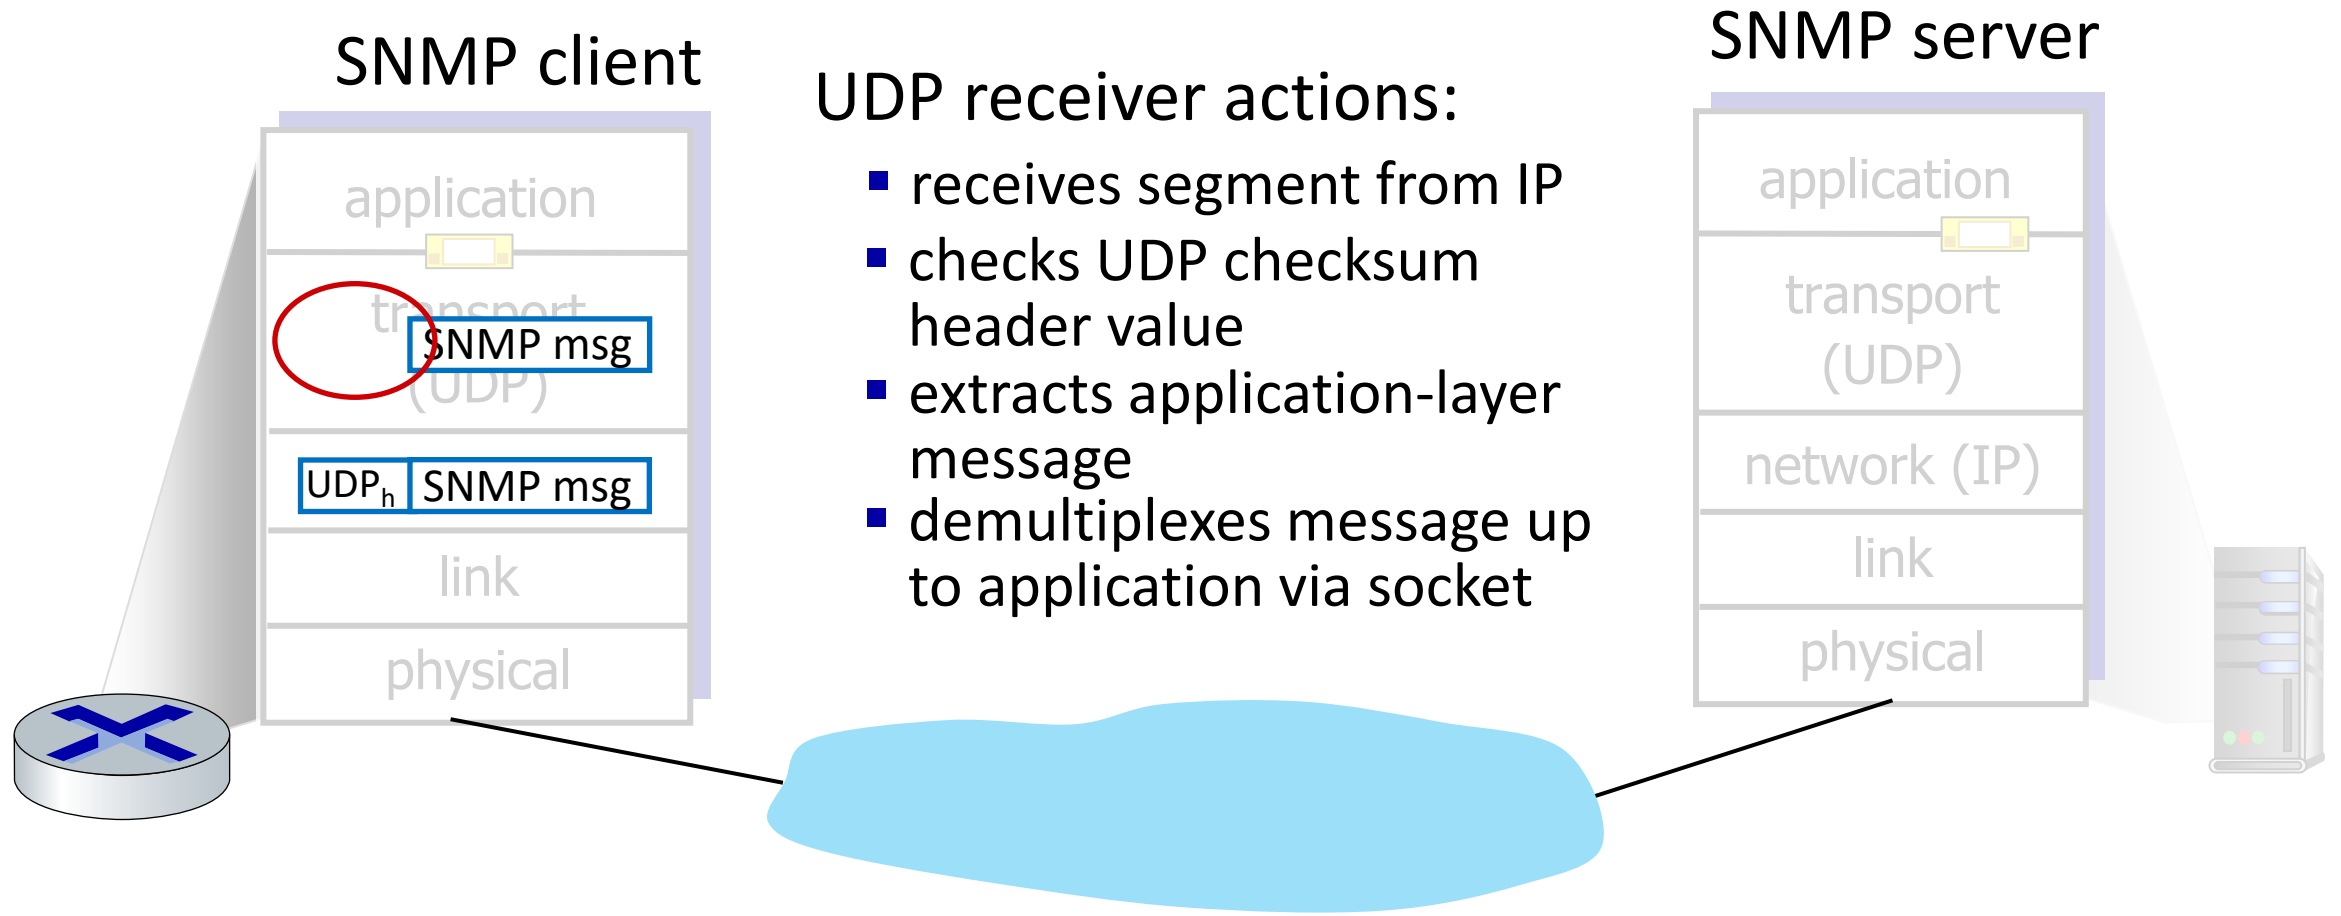 SNMP client
application
transport
SNMP msg
(UDP)
UDPh SNMP msg
link
physical
UDP receiver actions:
receives segment from IP
checks UDP checksum
header value
extracts application-layer
message
demultiplexes message up
to application via socket
SNMP server
application
transport
(UDP)
network (IP)
link
physical